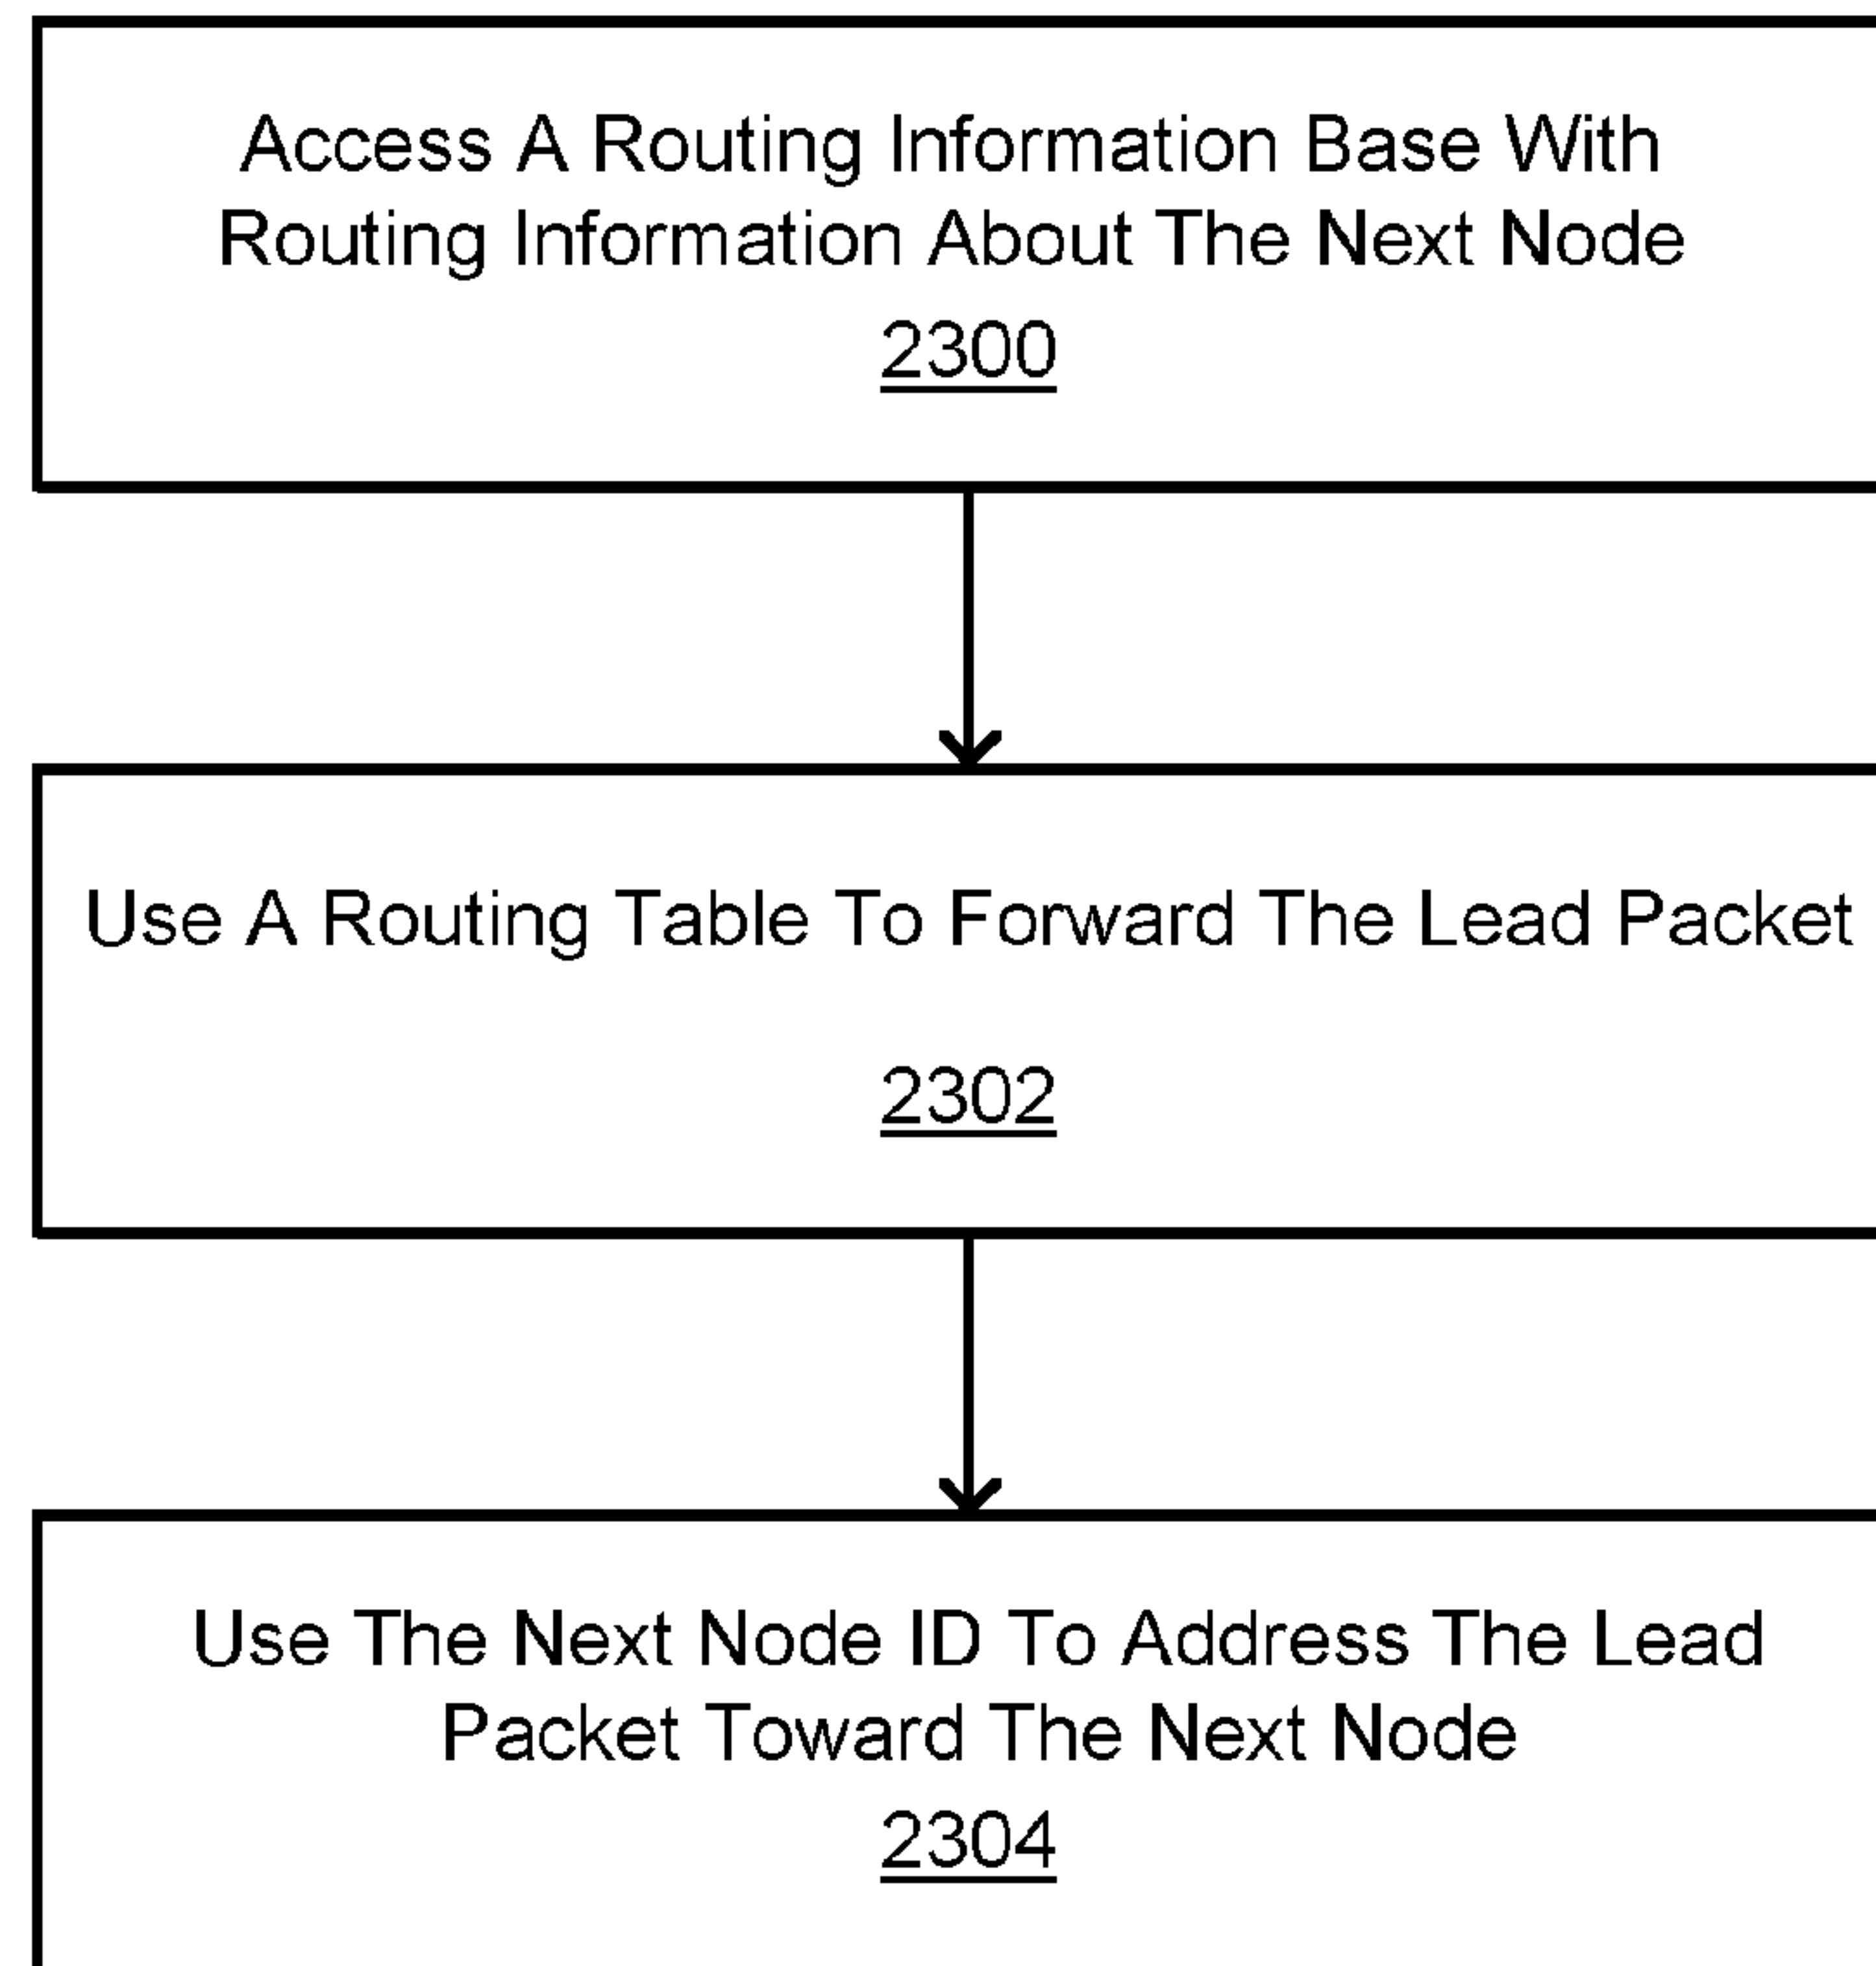 Access A Routing Information Base With
Routing Information About The Next Node
2300
Use A Routing Table To Forward The Lead Packet
2302
Use The Next Node ID To Address The Lead
Packet Toward The Next Node
2304